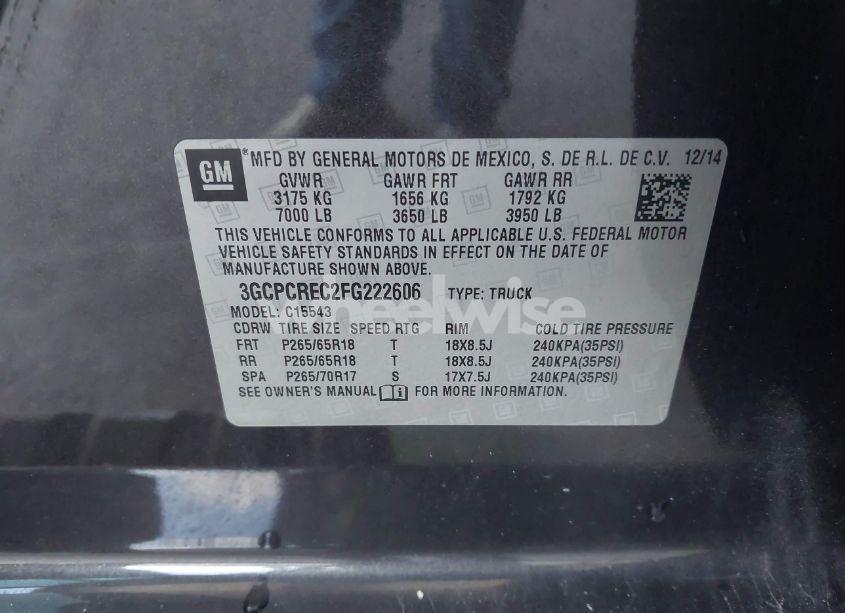 GM ® MFD BY GENERAL MOTORS DE MEXICO, S. DE R.L. DE C.V. 12/14
GVWR GAWR FRT GAWR RR
3175 KG 1656 KG 1792 KG
7000 LB 3650 LB 3950 LB
THIS VEHICLE CONFORMS TO ALL APPLICABLE U.S. FEDERAL MOTOR
VEHICLE SAFETY STANDARDS IN EFFECT ON THE DATE OF
MANUFACTURE SHOWN ABOVE.
3GCPCREC2FG222606 TYPE: TRUCK
wheelwise
MODEL: C15543
CDRW TIRE SIZE SPEED RTG RIM COLD TIRE PRESSURE
FRT P265/65R18 T 18X8.5J 240KPA(35PSI)
RR P265/65R18 T 18X8.5J 240KPA(35PSI)
SPA P265/70R17 S 17X7.5J 240KPA(35PSI)
SEE OWNER'S MANUAL FOR MORE INFORMATION.